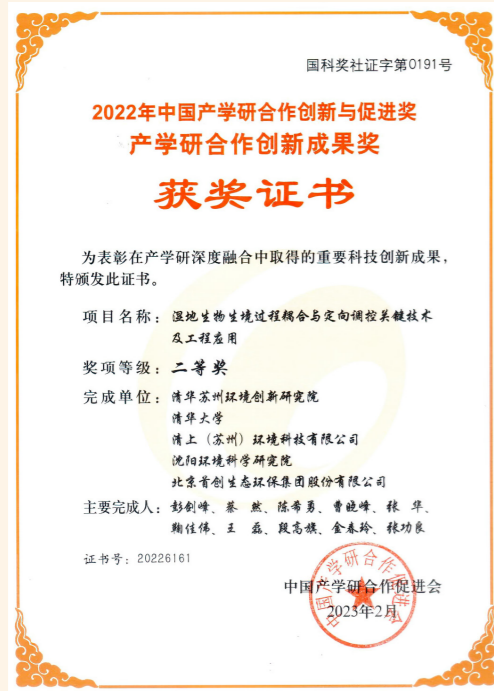 国科奖社证字第0191号
2022年中国产学研合作创新与促进奖
产学研合作创新成果奖
获奖证书
为表彰在产学研深度融合中取得的重要科技创新成果，
特颁发此证书。
项目名称：湿地生物生境过程耦合与定向调控关键技术
及工程应用
奖项等级：二等奖
完成单位：清华苏州环境创新研究院
清华大学
清上（苏州）环境科技有限公司
沈阳环境科学研究院
北京首创生态环保集团股份有限公司
主要完成人：彭剑峰、蔡 然、陈希勇、曹晓峰、张 华、
鞠佳伟、王 磊、段高旗、金春玲、张功良
证书号：20226161
中国产学研合作促进会
2023年2月
中国产学研合作促进会